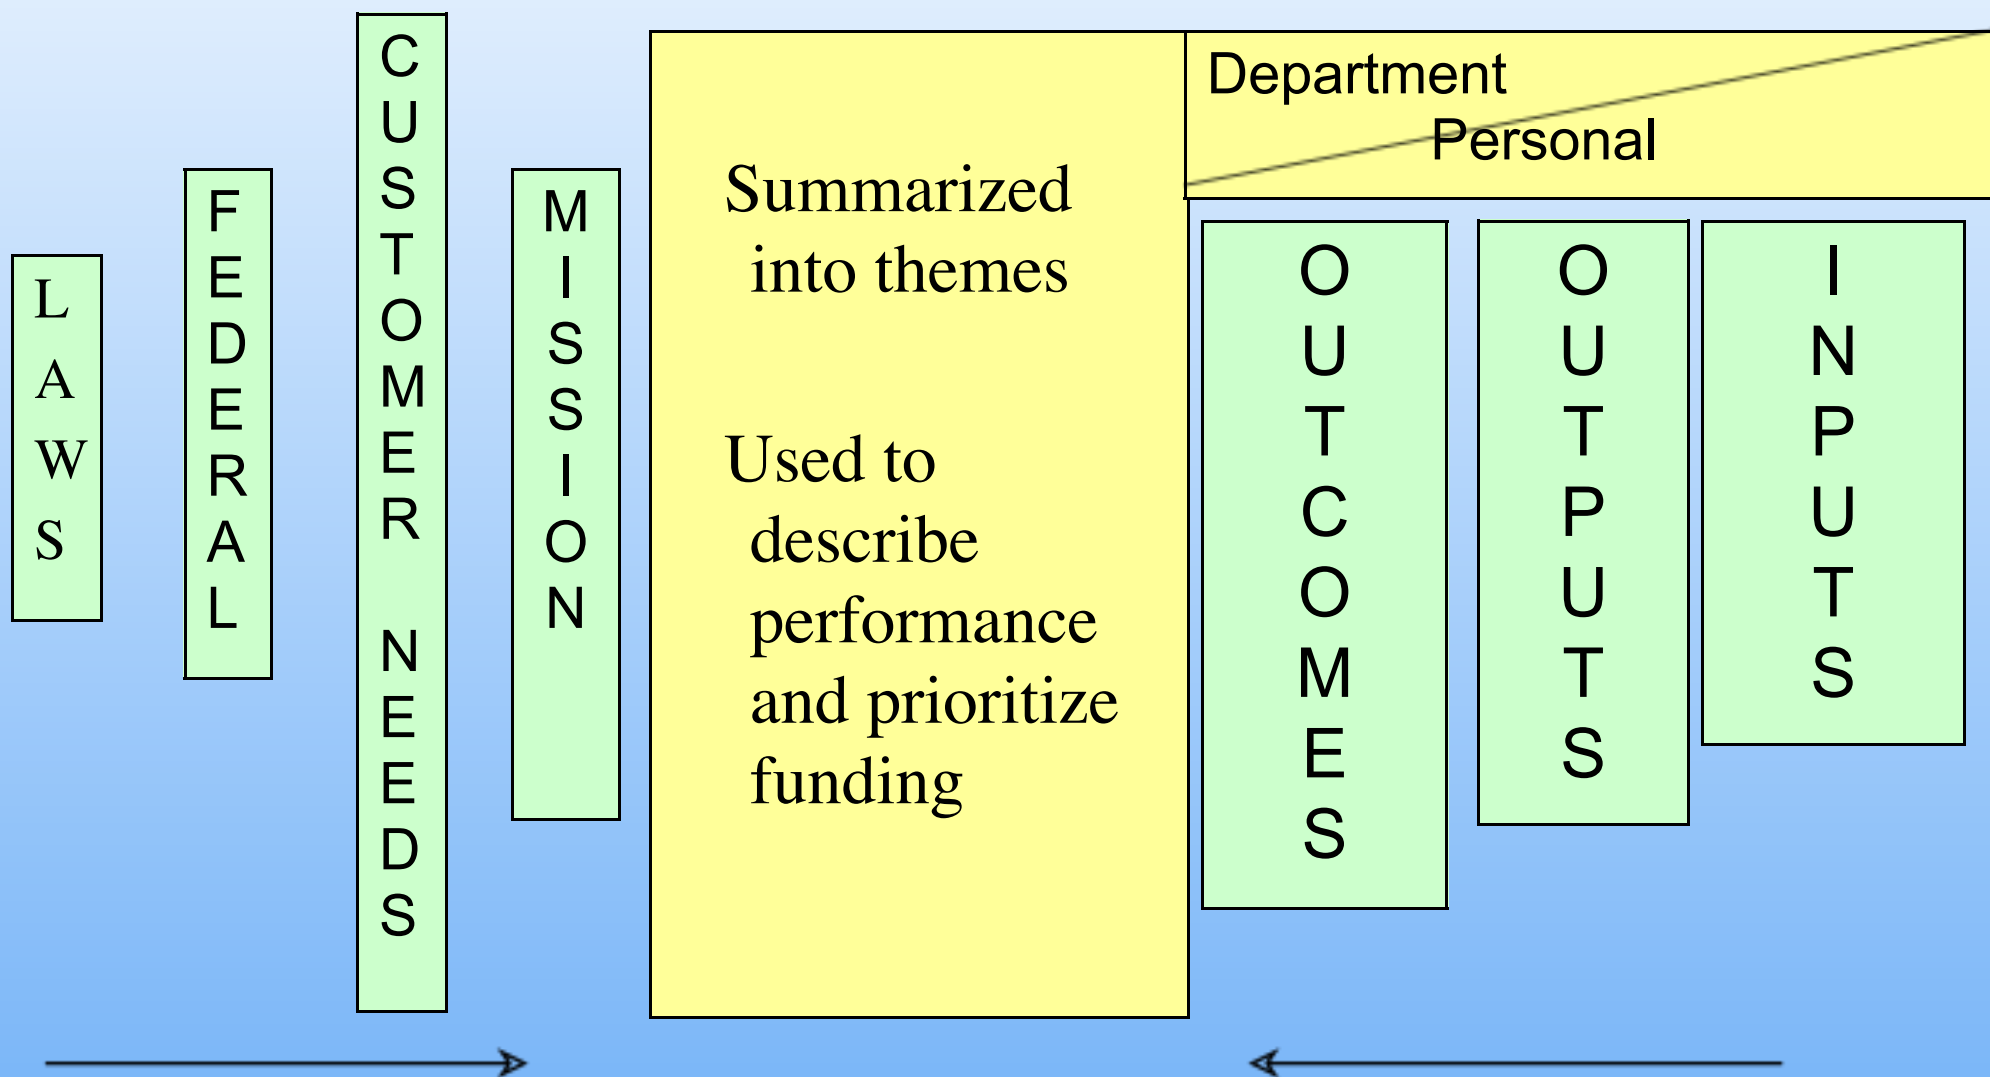 LAWS
FEDERAL
CUSTOMER NEEDS
MISSION
Summarized
into themes
Used to
describe
performance
and prioritize
funding
Department
Personal
OUTCOMES
OUTPUTS
INPUTS